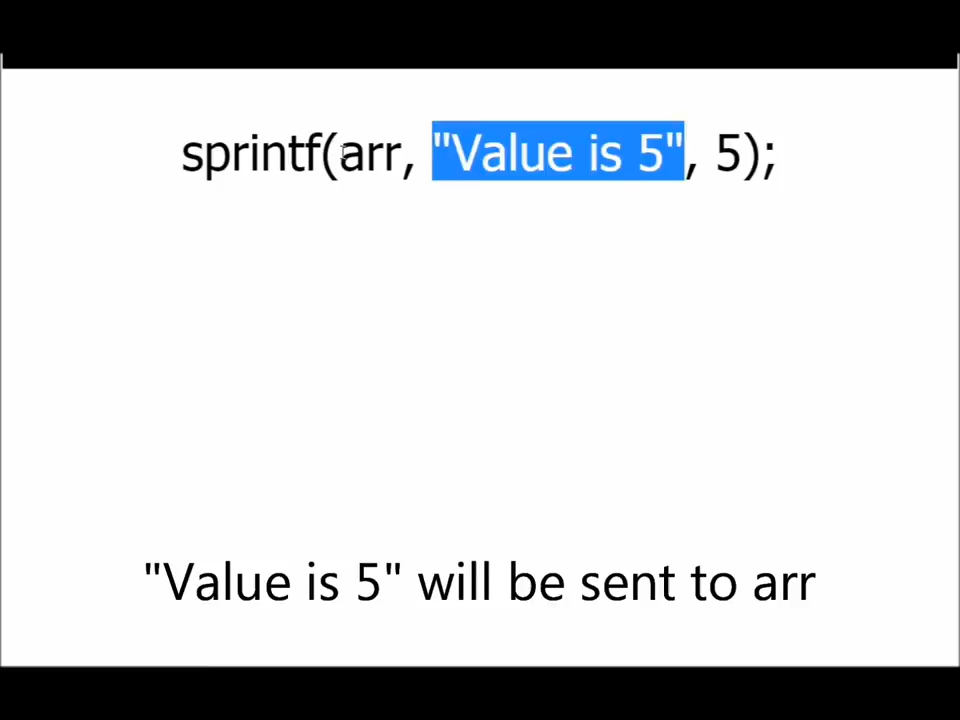 sprintf(arr, "Value is 5", 5);
"Value is 5" will be sent to arr